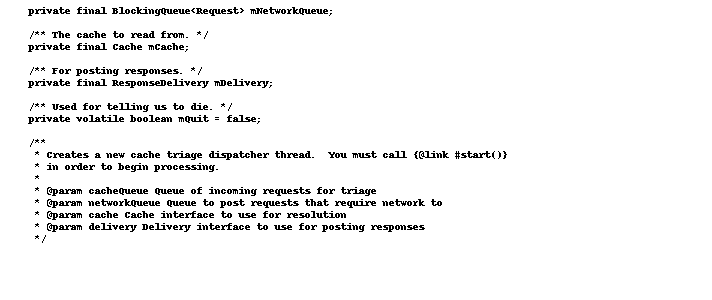 private final BlockingQueue<Request> mNetworkQueue;
/** The cache to read from. */
private final Cache mCache;
/** For posting responses. */
private final ResponseDelivery mDelivery;
/** Used for telling us to die. */
private volatile boolean mQuit = false;
/**
* Creates a new cache triage dispatcher thread.  You must call {@link #start()}
* in order to begin processing.
*
* @param cacheQueue Queue of incoming requests for triage
* @param networkQueue Queue to post requests that require network to
* @param cache Cache interface to use for resolution
* @param delivery Delivery interface to use for posting responses
*/